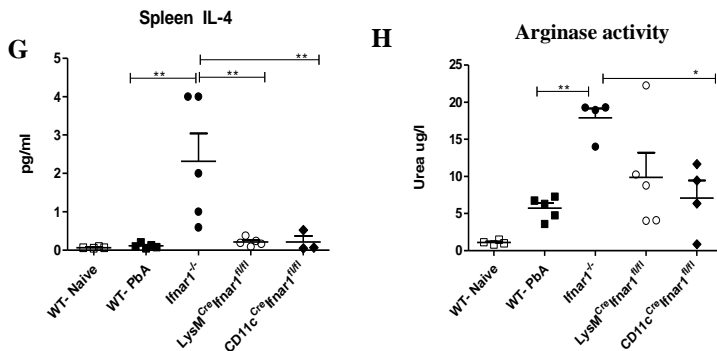 Spleen IL-4
G
**
**
**
5
4
3
2
1
0
pg/ml
WT- Naive
WT- PbA
Ifnar1-/-
LysMCreIfnar1fl/fl
CD11cCreIfnar1fl/fl
H
Arginase activity
*
**
25
20
15
10
5
0
Urea ug/l
WT- Naive
WT- PbA
Ifnar1-/-
LysMCreIfnar1fl/fl
CD11cCreIfnar1fl/fl